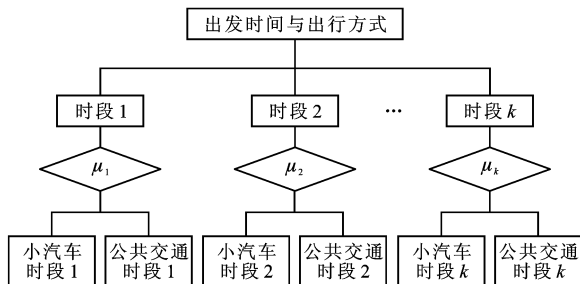 出发时间与出行方式
时段1
时段2
…
时段k
μ₁
μ₂
μₖ
小汽车
时段1
公共交通
时段1
小汽车
时段2
公共交通
时段2
小汽车
时段k
公共交通
时段k